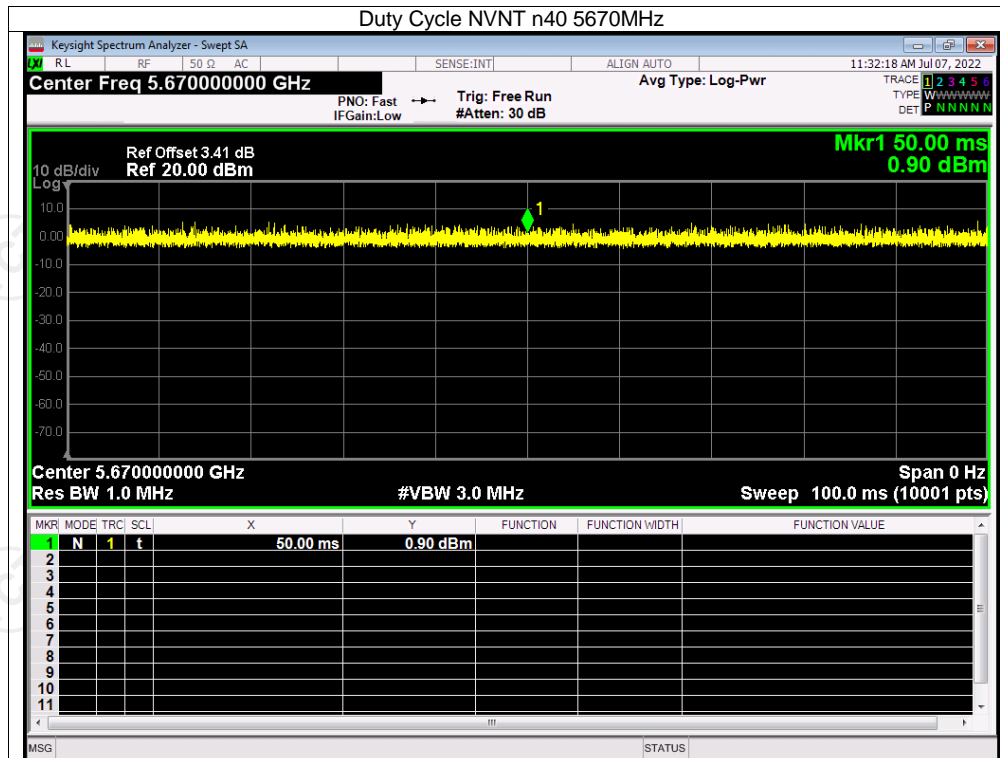 Duty Cycle NVNT n40 5670MHz
Keysight Spectrum Analyzer - Swept SA
LXI RL RF 50 Ω AC SENSE:INT ALIGN AUTO 11:32:18 AM Jul 07, 2022
Center Freq 5.670000000 GHz Avg Type: Log-Pwr TRACE 1 2 3 4 5 6
PNO: Fast Trig: Free Run TYPE WWWWWW
IFGain:Low #Atten: 30 dB DET P N N N N N
Mkr1 50.00 ms
Ref Offset 3.41 dB
10 dB/div Ref 20.00 dBm 0.90 dBm
Log
10.0
1
0.00
-10.0
-20.0
-30.0
-40.0
-50.0
-60.0
-70.0
Center 5.670000000 GHz Span 0 Hz
Res BW 1.0 MHz #VBW 3.0 MHz Sweep 100.0 ms (10001 pts)
MKR MODE TRC SCL X Y FUNCTION FUNCTION WIDTH FUNCTION VALUE
1 N 1 t 50.00 ms 0.90 dBm
2
3
4
5
6
7
8
9
10
11
MSG STATUS